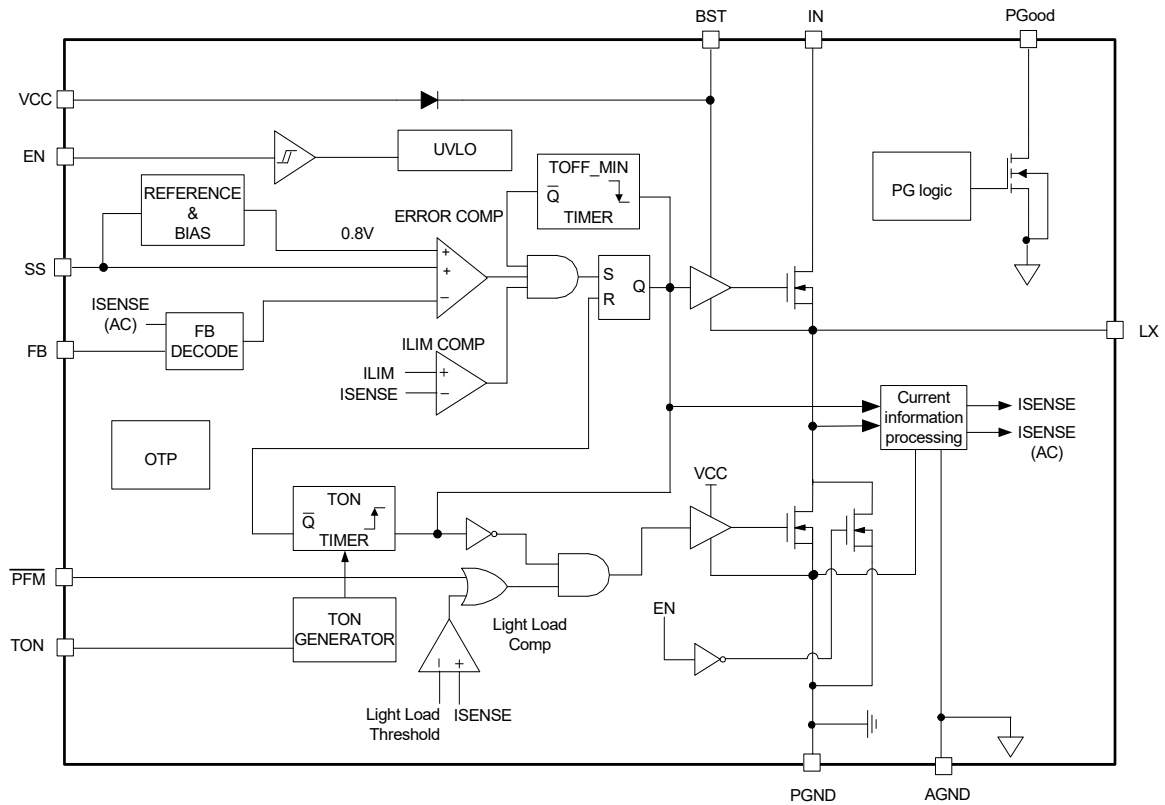 BST
IN
PGood
VCC
EN
UVLO
TOFF_MIN
Q
TIMER
PG logic
REFERENCE
&
BIAS
ERROR COMP
0.8V
+
+
−
S
R
Q
SS
ISENSE
(AC)
FB
DECODE
FB
LX
ILIM COMP
ILIM
ISENSE
+
−
Current
information
processing
ISENSE
ISENSE
(AC)
OTP
VCC
TON
Q
TIMER
PFM
TON
GENERATOR
TON
Light Load
Comp
EN
− +
Light Load
Threshold
ISENSE
PGND
AGND